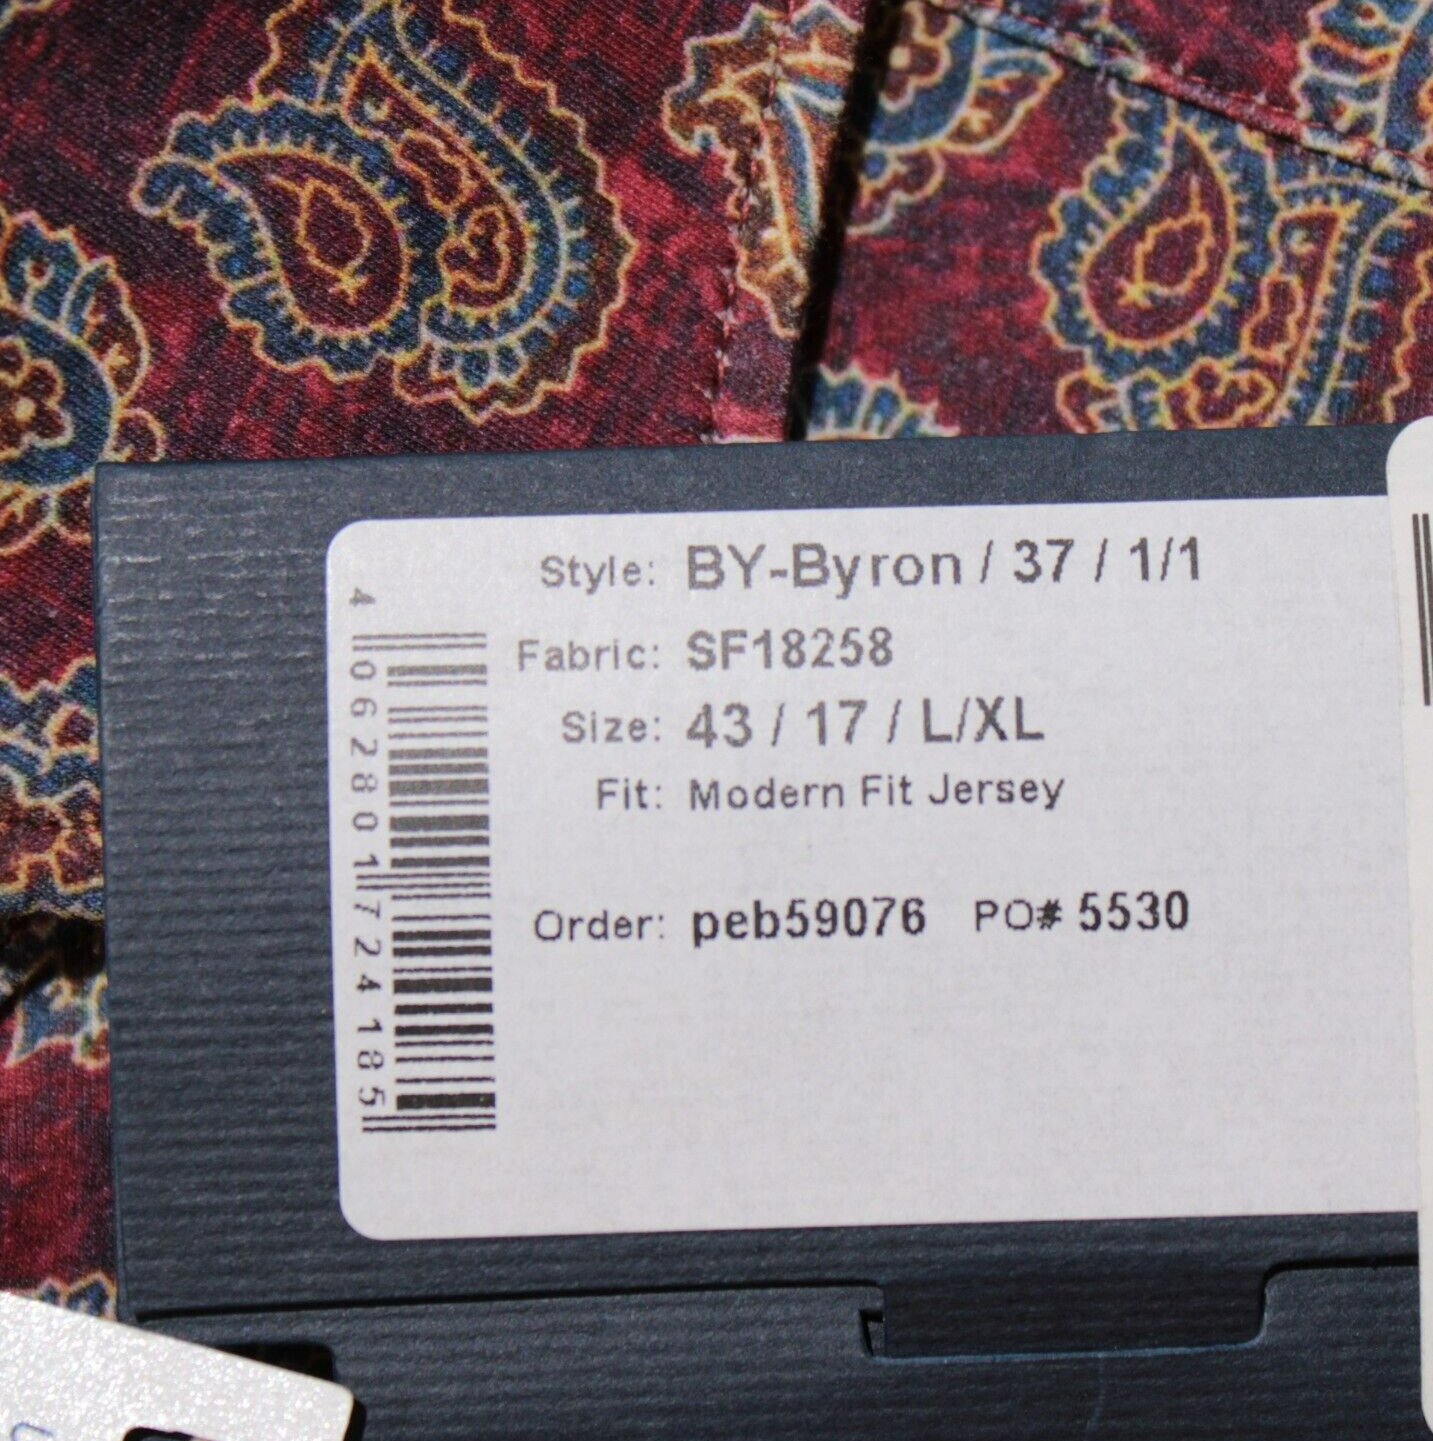 Style: BY-Byron / 37 / 1/1
Fabric: SF18258
Size: 43 / 17 / L/XL
Fit: Modern Fit Jersey
Order: peb59076 PO# 5530
4 062801 724185